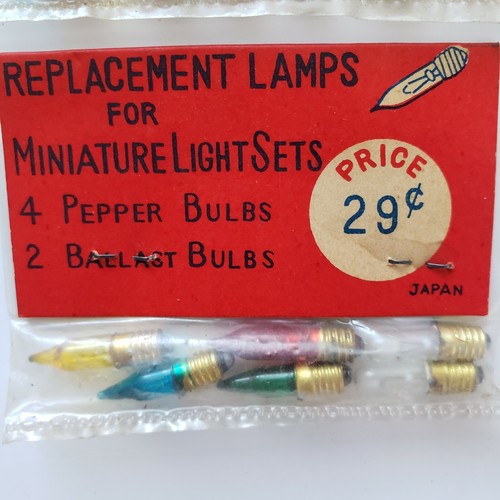 REPLACEMENT LAMPS
FOR
MINIATURE LIGHT SETS
4 PEPPER BULBS
2 BALLAST BULBS
PRICE
29¢
JAPAN